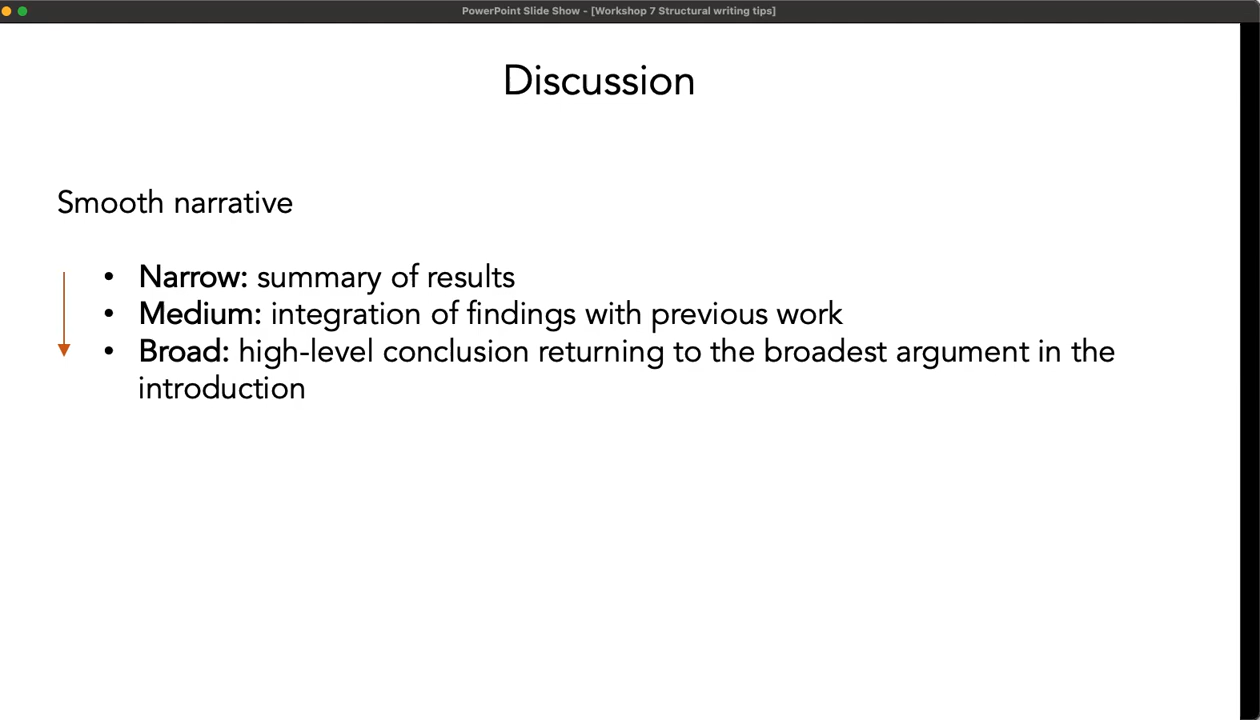 PowerPoint Slide Show - [Workshop 7 Structural writing tips]
Discussion
Smooth narrative
• Narrow: summary of results
• Medium: integration of findings with previous work
• Broad: high-level conclusion returning to the broadest argument in the
introduction